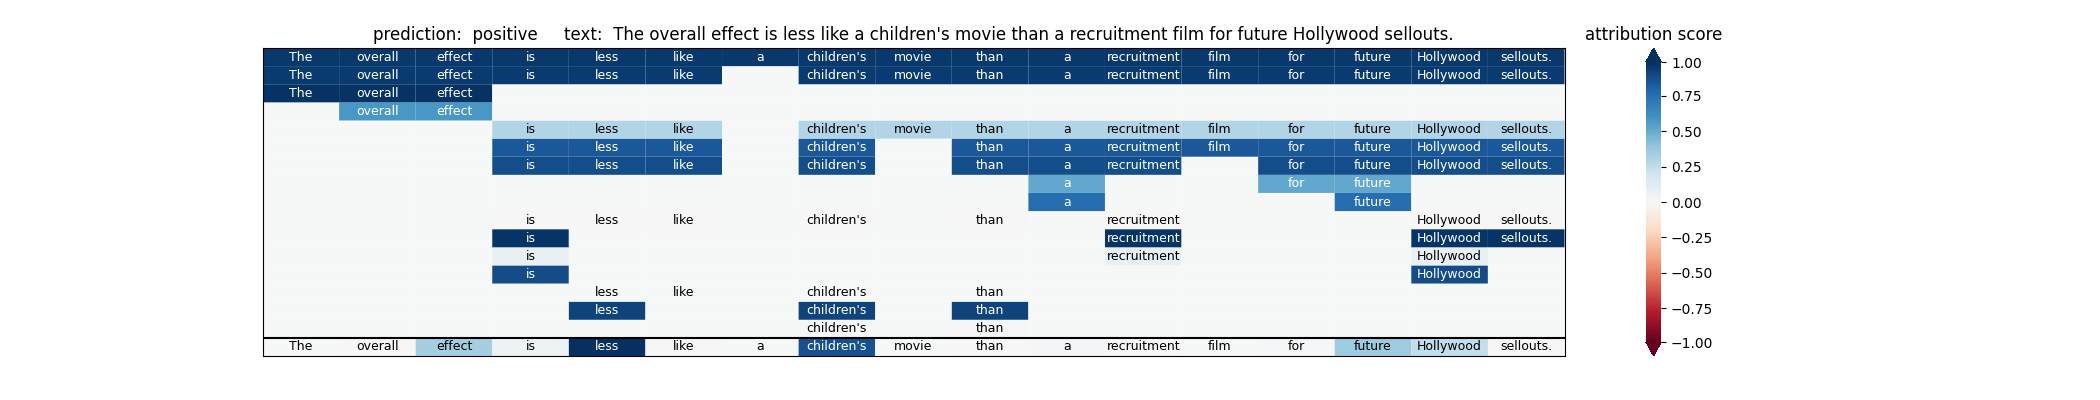 prediction:  positive     text:  The overall effect is less like a children's movie than a recruitment film for future Hollywood sellouts. attribution score
The overall effect is less like a children's movie than a recruitment film for future Hollywood sellouts. 1.00
The overall effect is less like children's movie than a recruitment film for future Hollywood sellouts.
The overall effect 0.75
overall effect
is less like children's movie than a recruitment film for future Hollywood sellouts. 0.50
is less like children's than a recruitment film for future Hollywood sellouts.
is less like children's than a recruitment for future Hollywood sellouts. 0.25
a for future
a future 0.00
is less like children's than recruitment Hollywood sellouts.
is recruitment Hollywood sellouts. −0.25
is recruitment Hollywood
is Hollywood −0.50
less like children's than
less children's than −0.75
children's than
The overall effect is less like a children's movie than a recruitment film for future Hollywood sellouts. −1.00